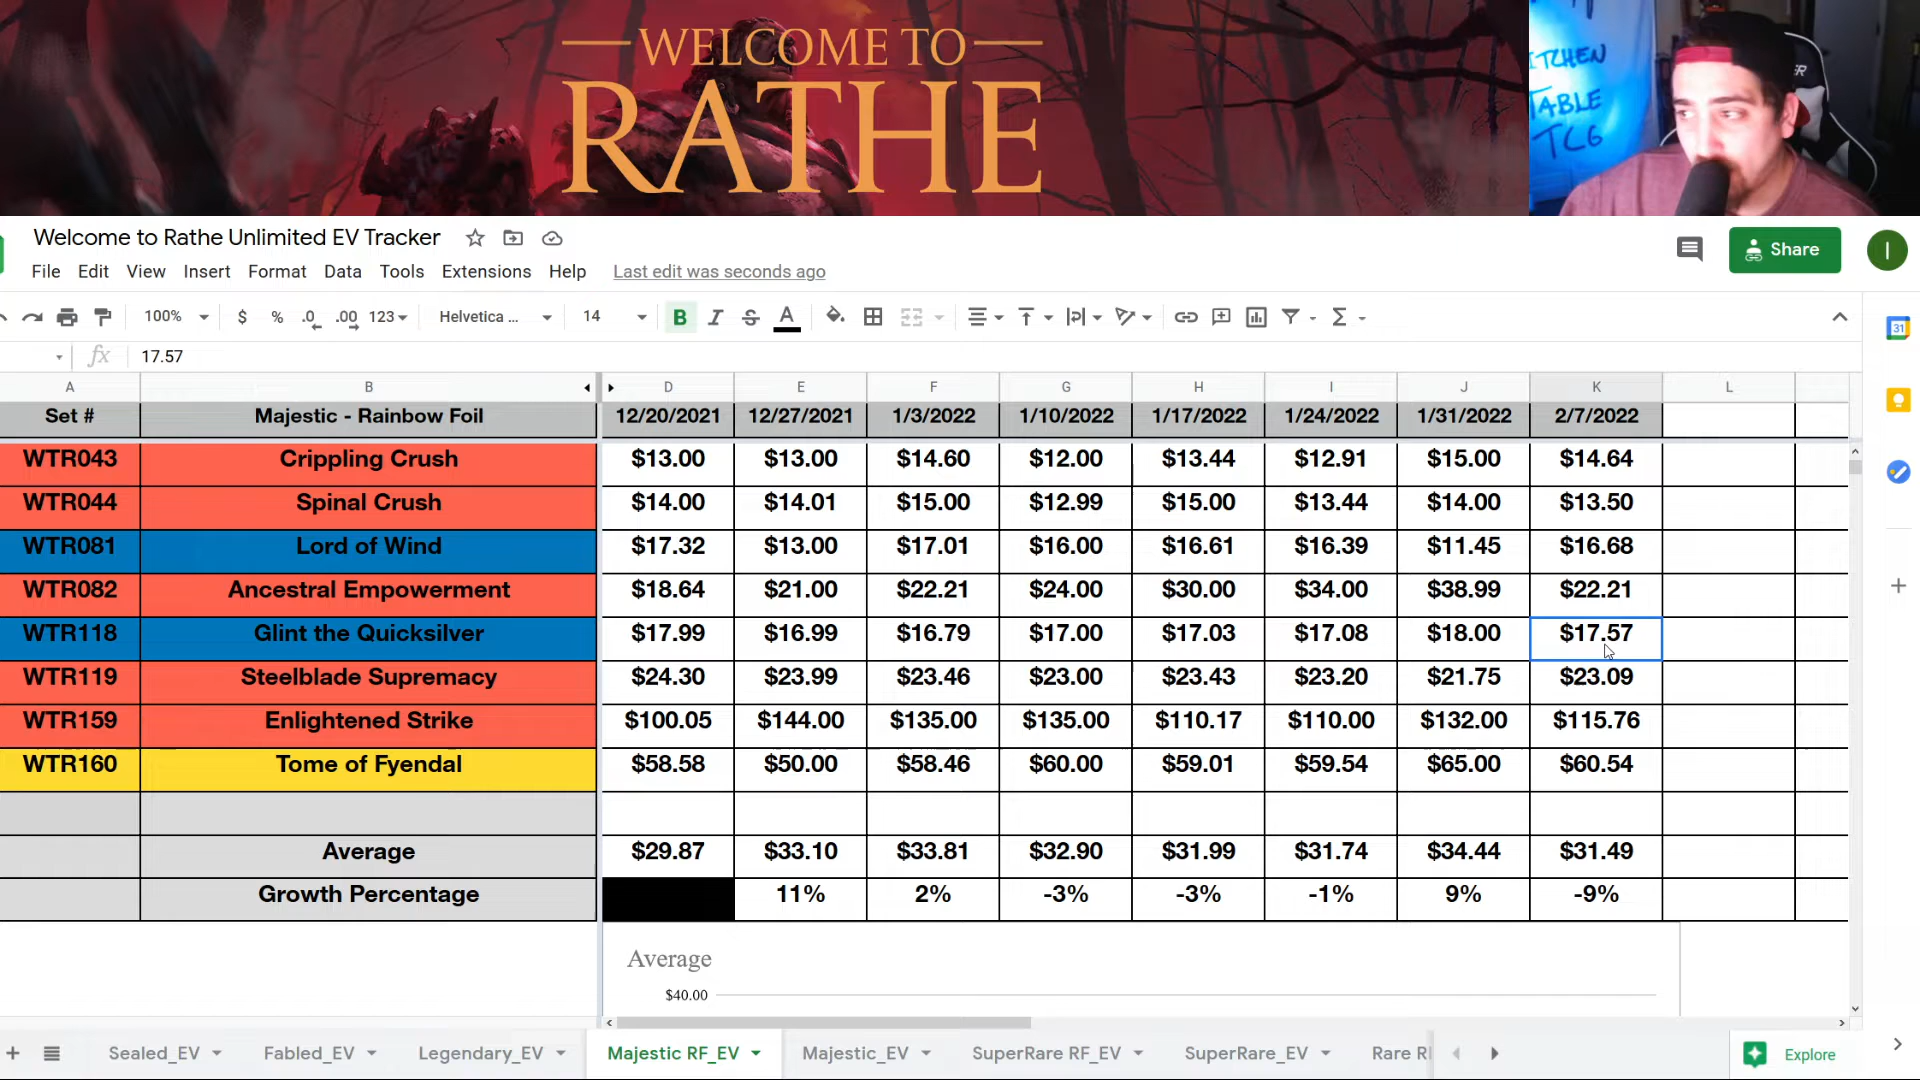 WELCOME TO
RATHE
ITCHEN
TABLE
TCG
Welcome to Rathe Unlimited EV Tracker
Share
I
File Edit View Insert Format Data Tools Extensions Help Last edit was seconds ago
100% $ % .0 .00 123 Helvetica ... 14 B I S A Σ
31
fx 17.57
A B D E F G H I J K L
Set # Majestic - Rainbow Foil 12/20/2021 12/27/2021 1/3/2022 1/10/2022 1/17/2022 1/24/2022 1/31/2022 2/7/2022
WTR043 Crippling Crush $13.00 $13.00 $14.60 $12.00 $13.44 $12.91 $15.00 $14.64
WTR044 Spinal Crush $14.00 $14.01 $15.00 $12.99 $15.00 $13.44 $14.00 $13.50
WTR081 Lord of Wind $17.32 $13.00 $17.01 $16.00 $16.61 $16.39 $11.45 $16.68
WTR082 Ancestral Empowerment $18.64 $21.00 $22.21 $24.00 $30.00 $34.00 $38.99 $22.21
WTR118 Glint the Quicksilver $17.99 $16.99 $16.79 $17.00 $17.03 $17.08 $18.00 $17.57
WTR119 Steelblade Supremacy $24.30 $23.99 $23.46 $23.00 $23.43 $23.20 $21.75 $23.09
WTR159 Enlightened Strike $100.05 $144.00 $135.00 $135.00 $110.17 $110.00 $132.00 $115.76
WTR160 Tome of Fyendal $58.58 $50.00 $58.46 $60.00 $59.01 $59.54 $65.00 $60.54
Average $29.87 $33.10 $33.81 $32.90 $31.99 $31.74 $34.44 $31.49
Growth Percentage 11% 2% -3% -3% -1% 9% -9%
Average
$40.00
Sealed_EV Fabled_EV Legendary_EV Majestic RF_EV Majestic_EV SuperRare RF_EV SuperRare_EV Rare R Explore